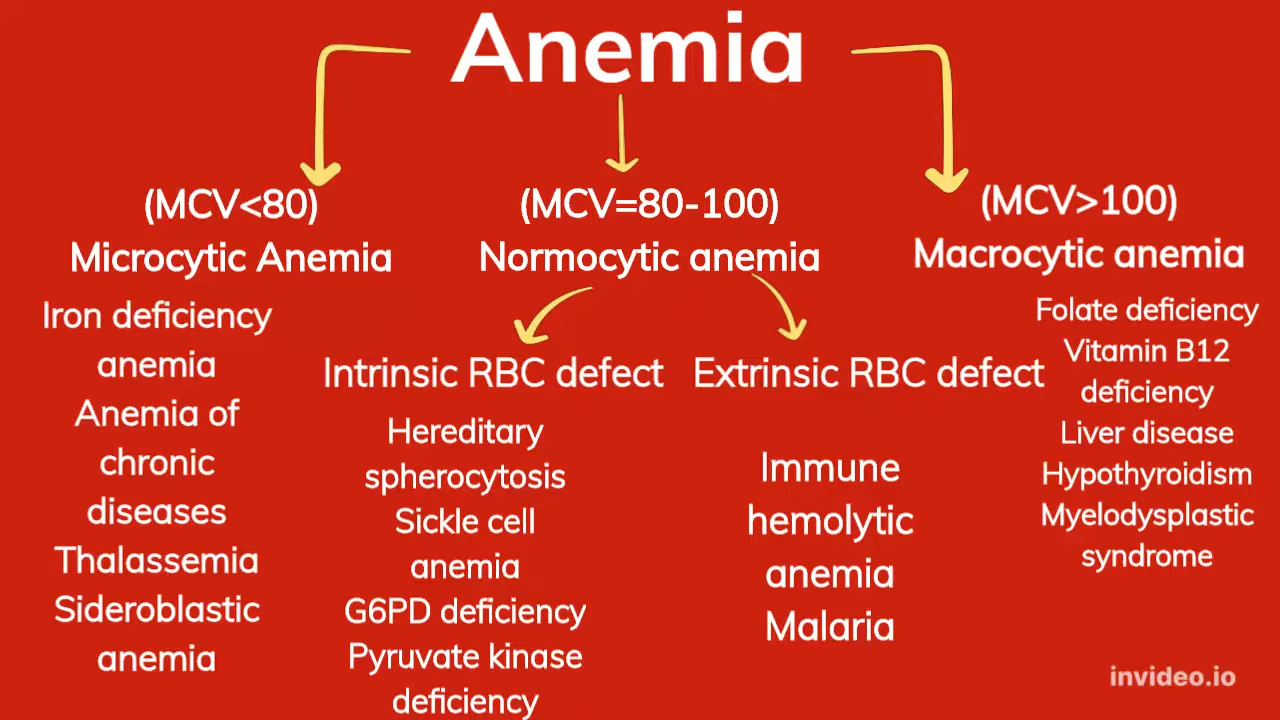 Anemia
(MCV<80)
Microcytic Anemia
Iron deficiency
anemia
Anemia of
chronic
diseases
Thalassemia
Sideroblastic
anemia
(MCV=80-100)
Normocytic anemia
Intrinsic RBC defect
Hereditary
spherocytosis
Sickle cell
anemia
G6PD deficiency
Pyruvate kinase
deficiency
Extrinsic RBC defect
Immune
hemolytic
anemia
Malaria
(MCV>100)
Macrocytic anemia
Folate deficiency
Vitamin B12
deficiency
Liver disease
Hypothyroidism
Myelodysplastic
syndrome
invideo.io